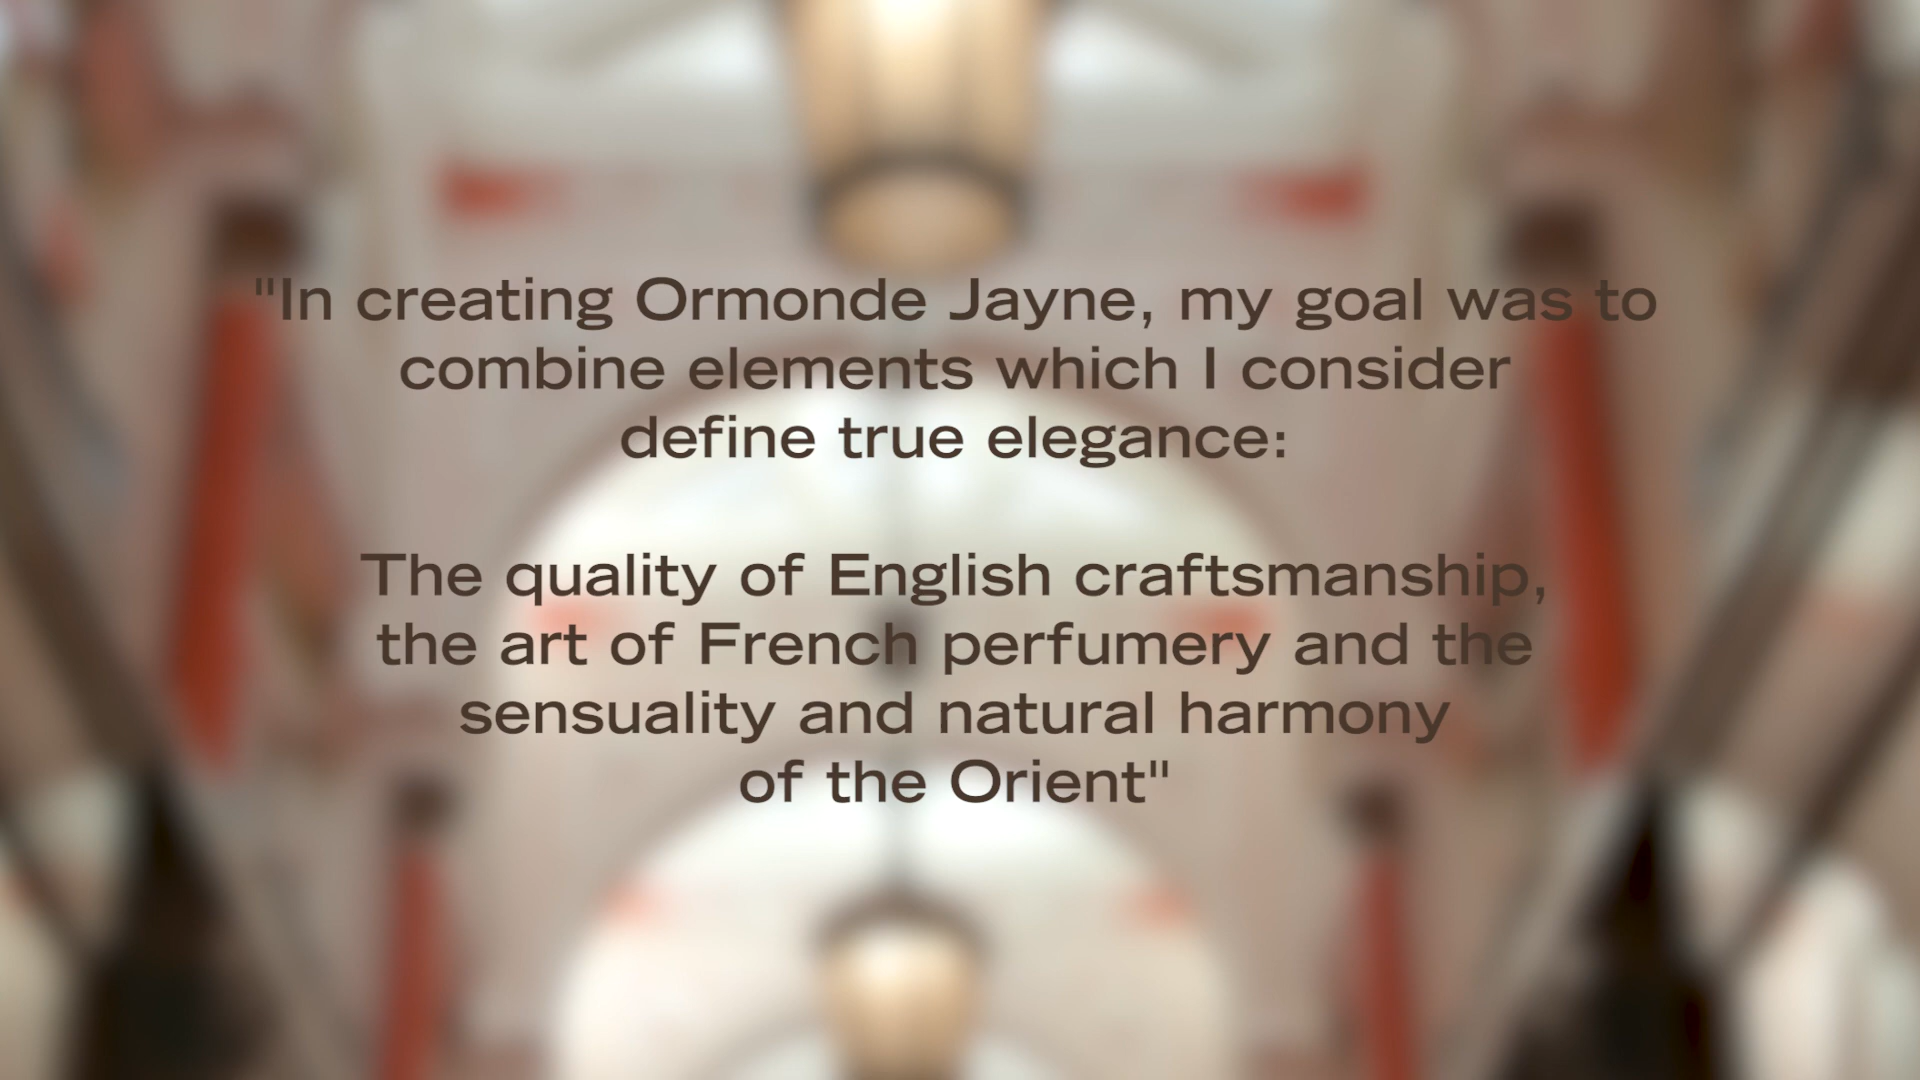 "In creating Ormonde Jayne, my goal was to
combine elements which I consider
define true elegance:
The quality of English craftsmanship,
the art of French perfumery and the
sensuality and natural harmony
of the Orient"